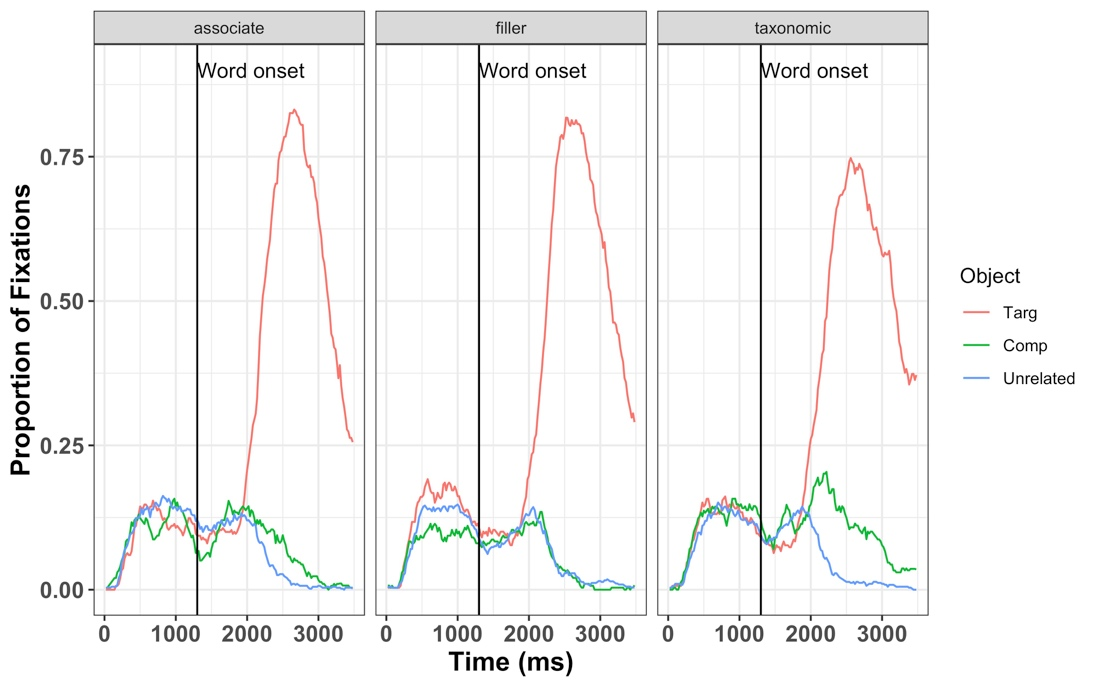 associate filler taxonomic
Word onset Word onset Word onset
0.75
0.50
0.25
0.00
Proportion of Fixations
0 1000 2000 3000 0 1000 2000 3000 0 1000 2000 3000
Time (ms)
Object
Targ
Comp
Unrelated